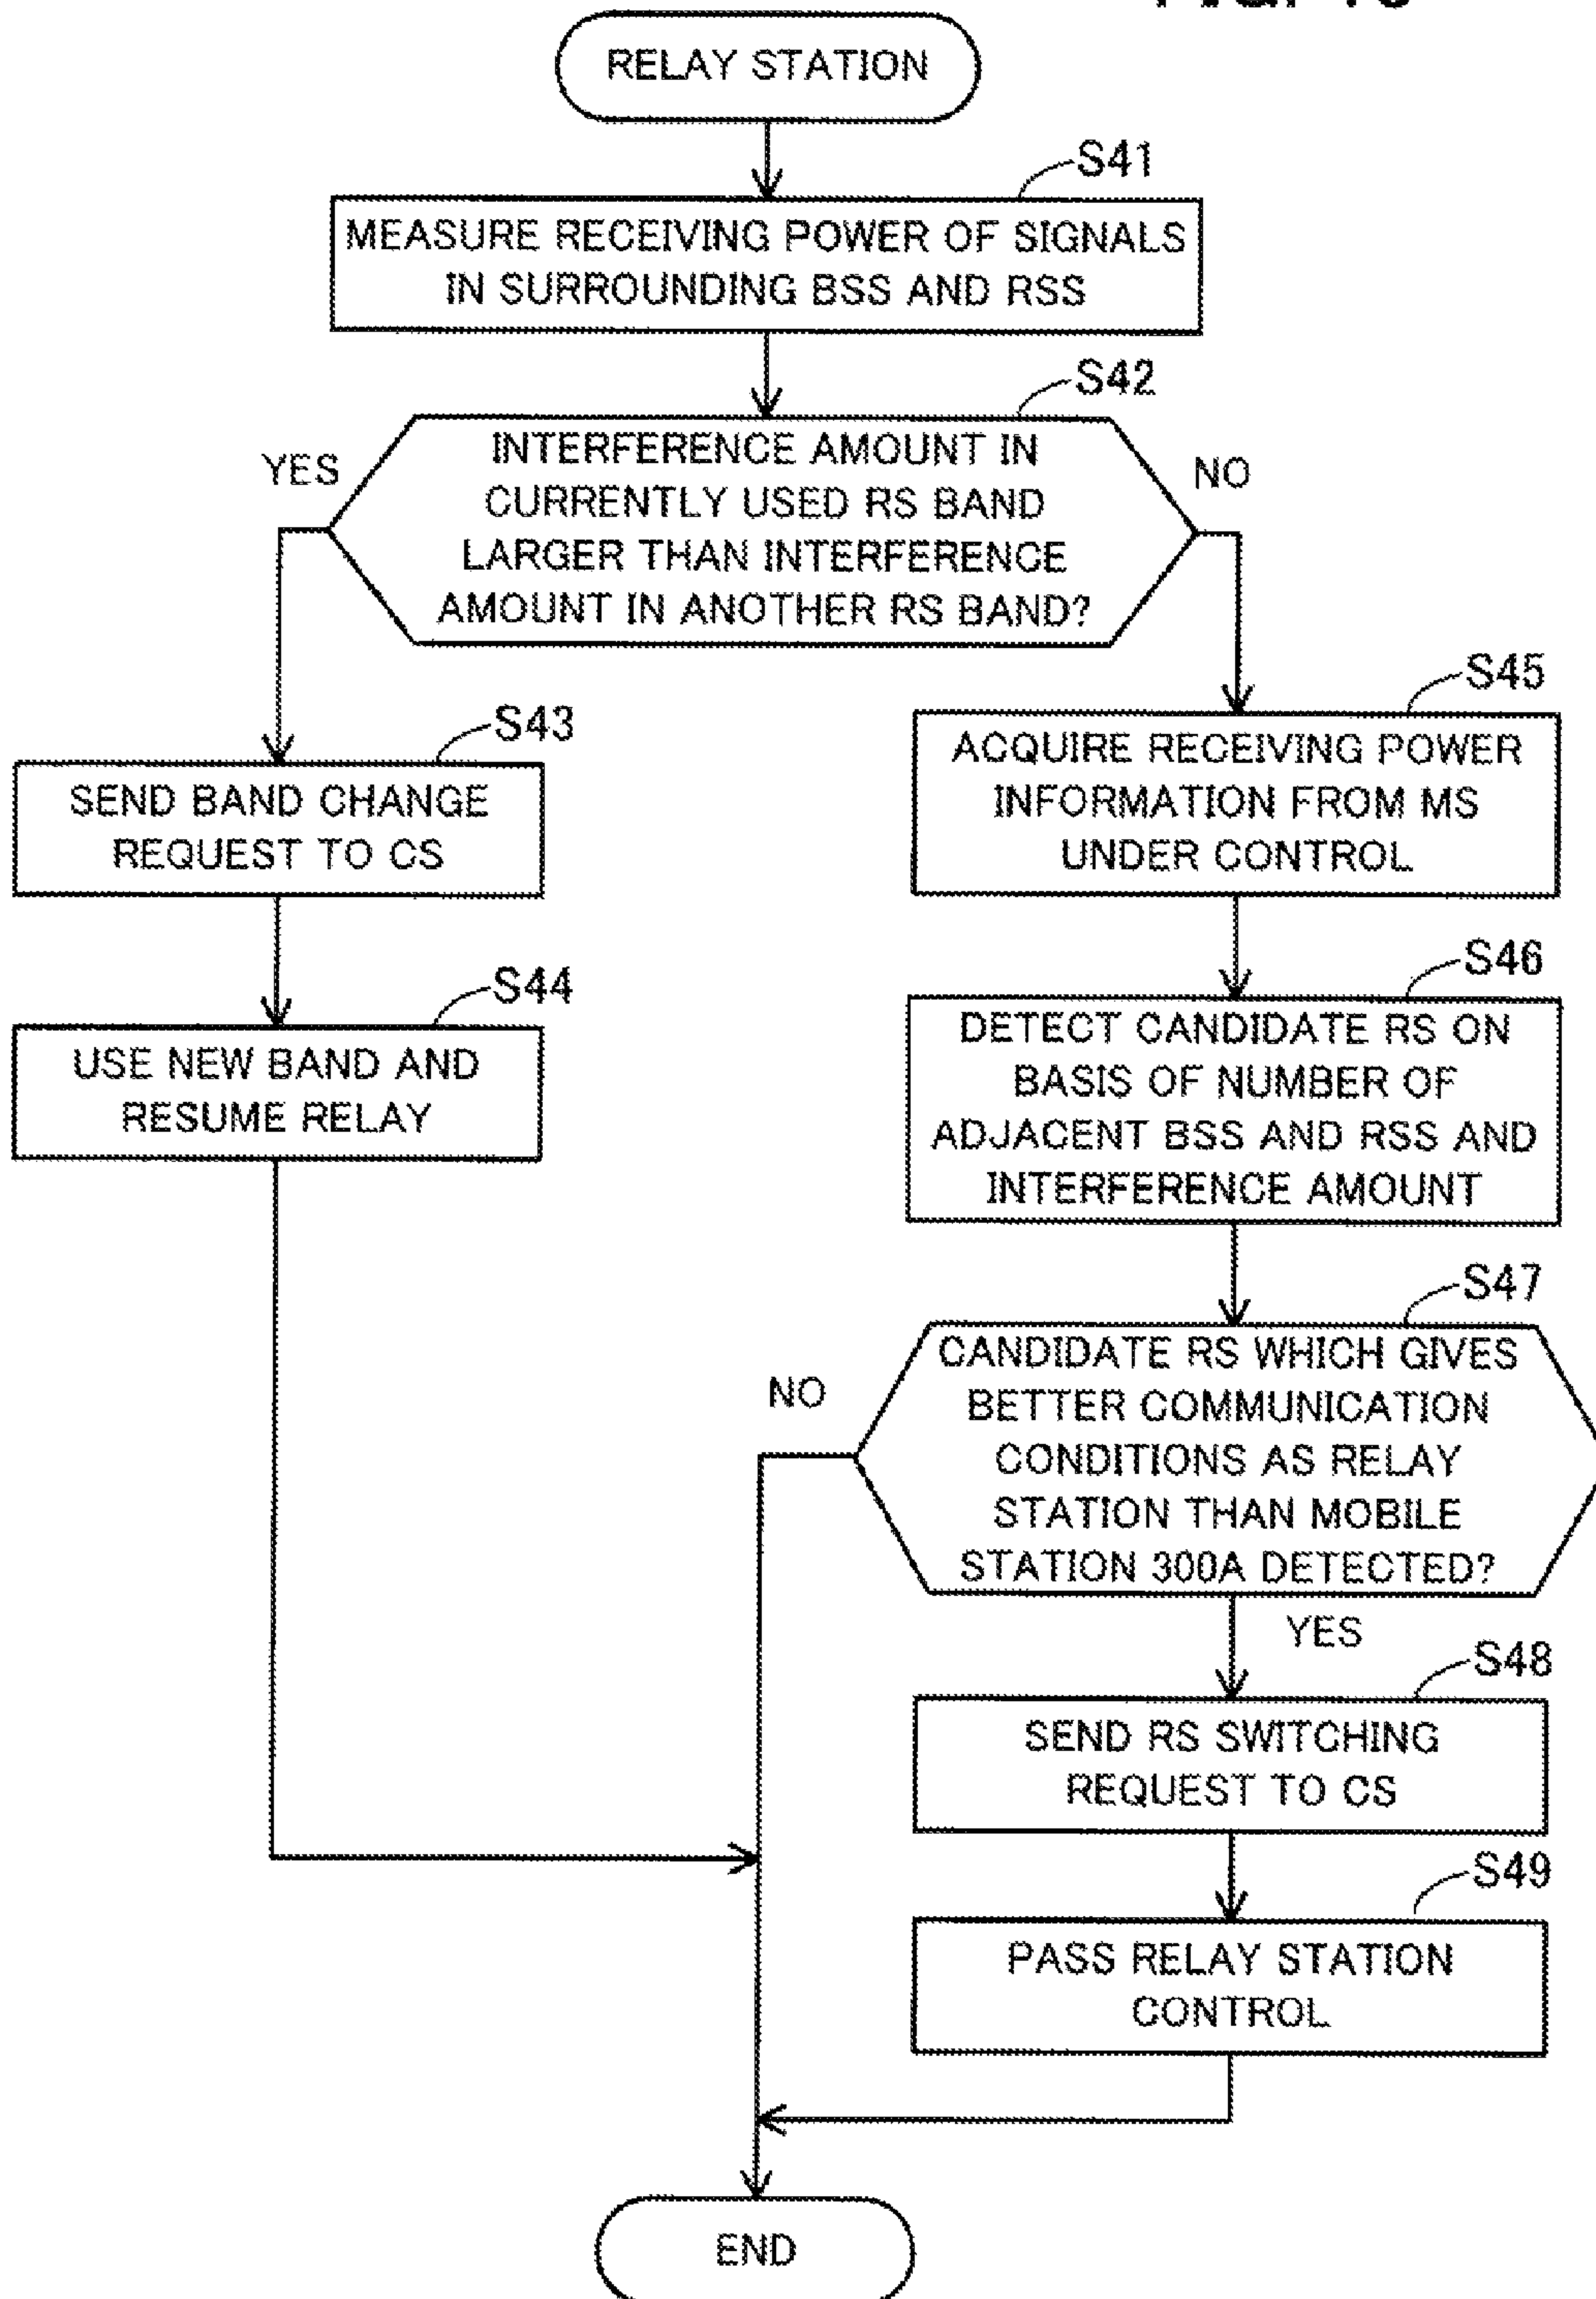 RELAY STATION
S41
MEASURE RECEIVING POWER OF SIGNALS
IN SURROUNDING BSS AND RSS
S42
INTERFERENCE AMOUNT IN
CURRENTLY USED RS BAND
LARGER THAN INTERFERENCE
AMOUNT IN ANOTHER RS BAND?
YES
NO
S43
SEND BAND CHANGE
REQUEST TO CS
S44
USE NEW BAND AND
RESUME RELAY
S45
ACQUIRE RECEIVING POWER
INFORMATION FROM MS
UNDER CONTROL
S46
DETECT CANDIDATE RS ON
BASIS OF NUMBER OF
ADJACENT BSS AND RSS AND
INTERFERENCE AMOUNT
S47
CANDIDATE RS WHICH GIVES
BETTER COMMUNICATION
CONDITIONS AS RELAY
STATION THAN MOBILE
STATION 300A DETECTED?
NO
YES
S48
SEND RS SWITCHING
REQUEST TO CS
S49
PASS RELAY STATION
CONTROL
END